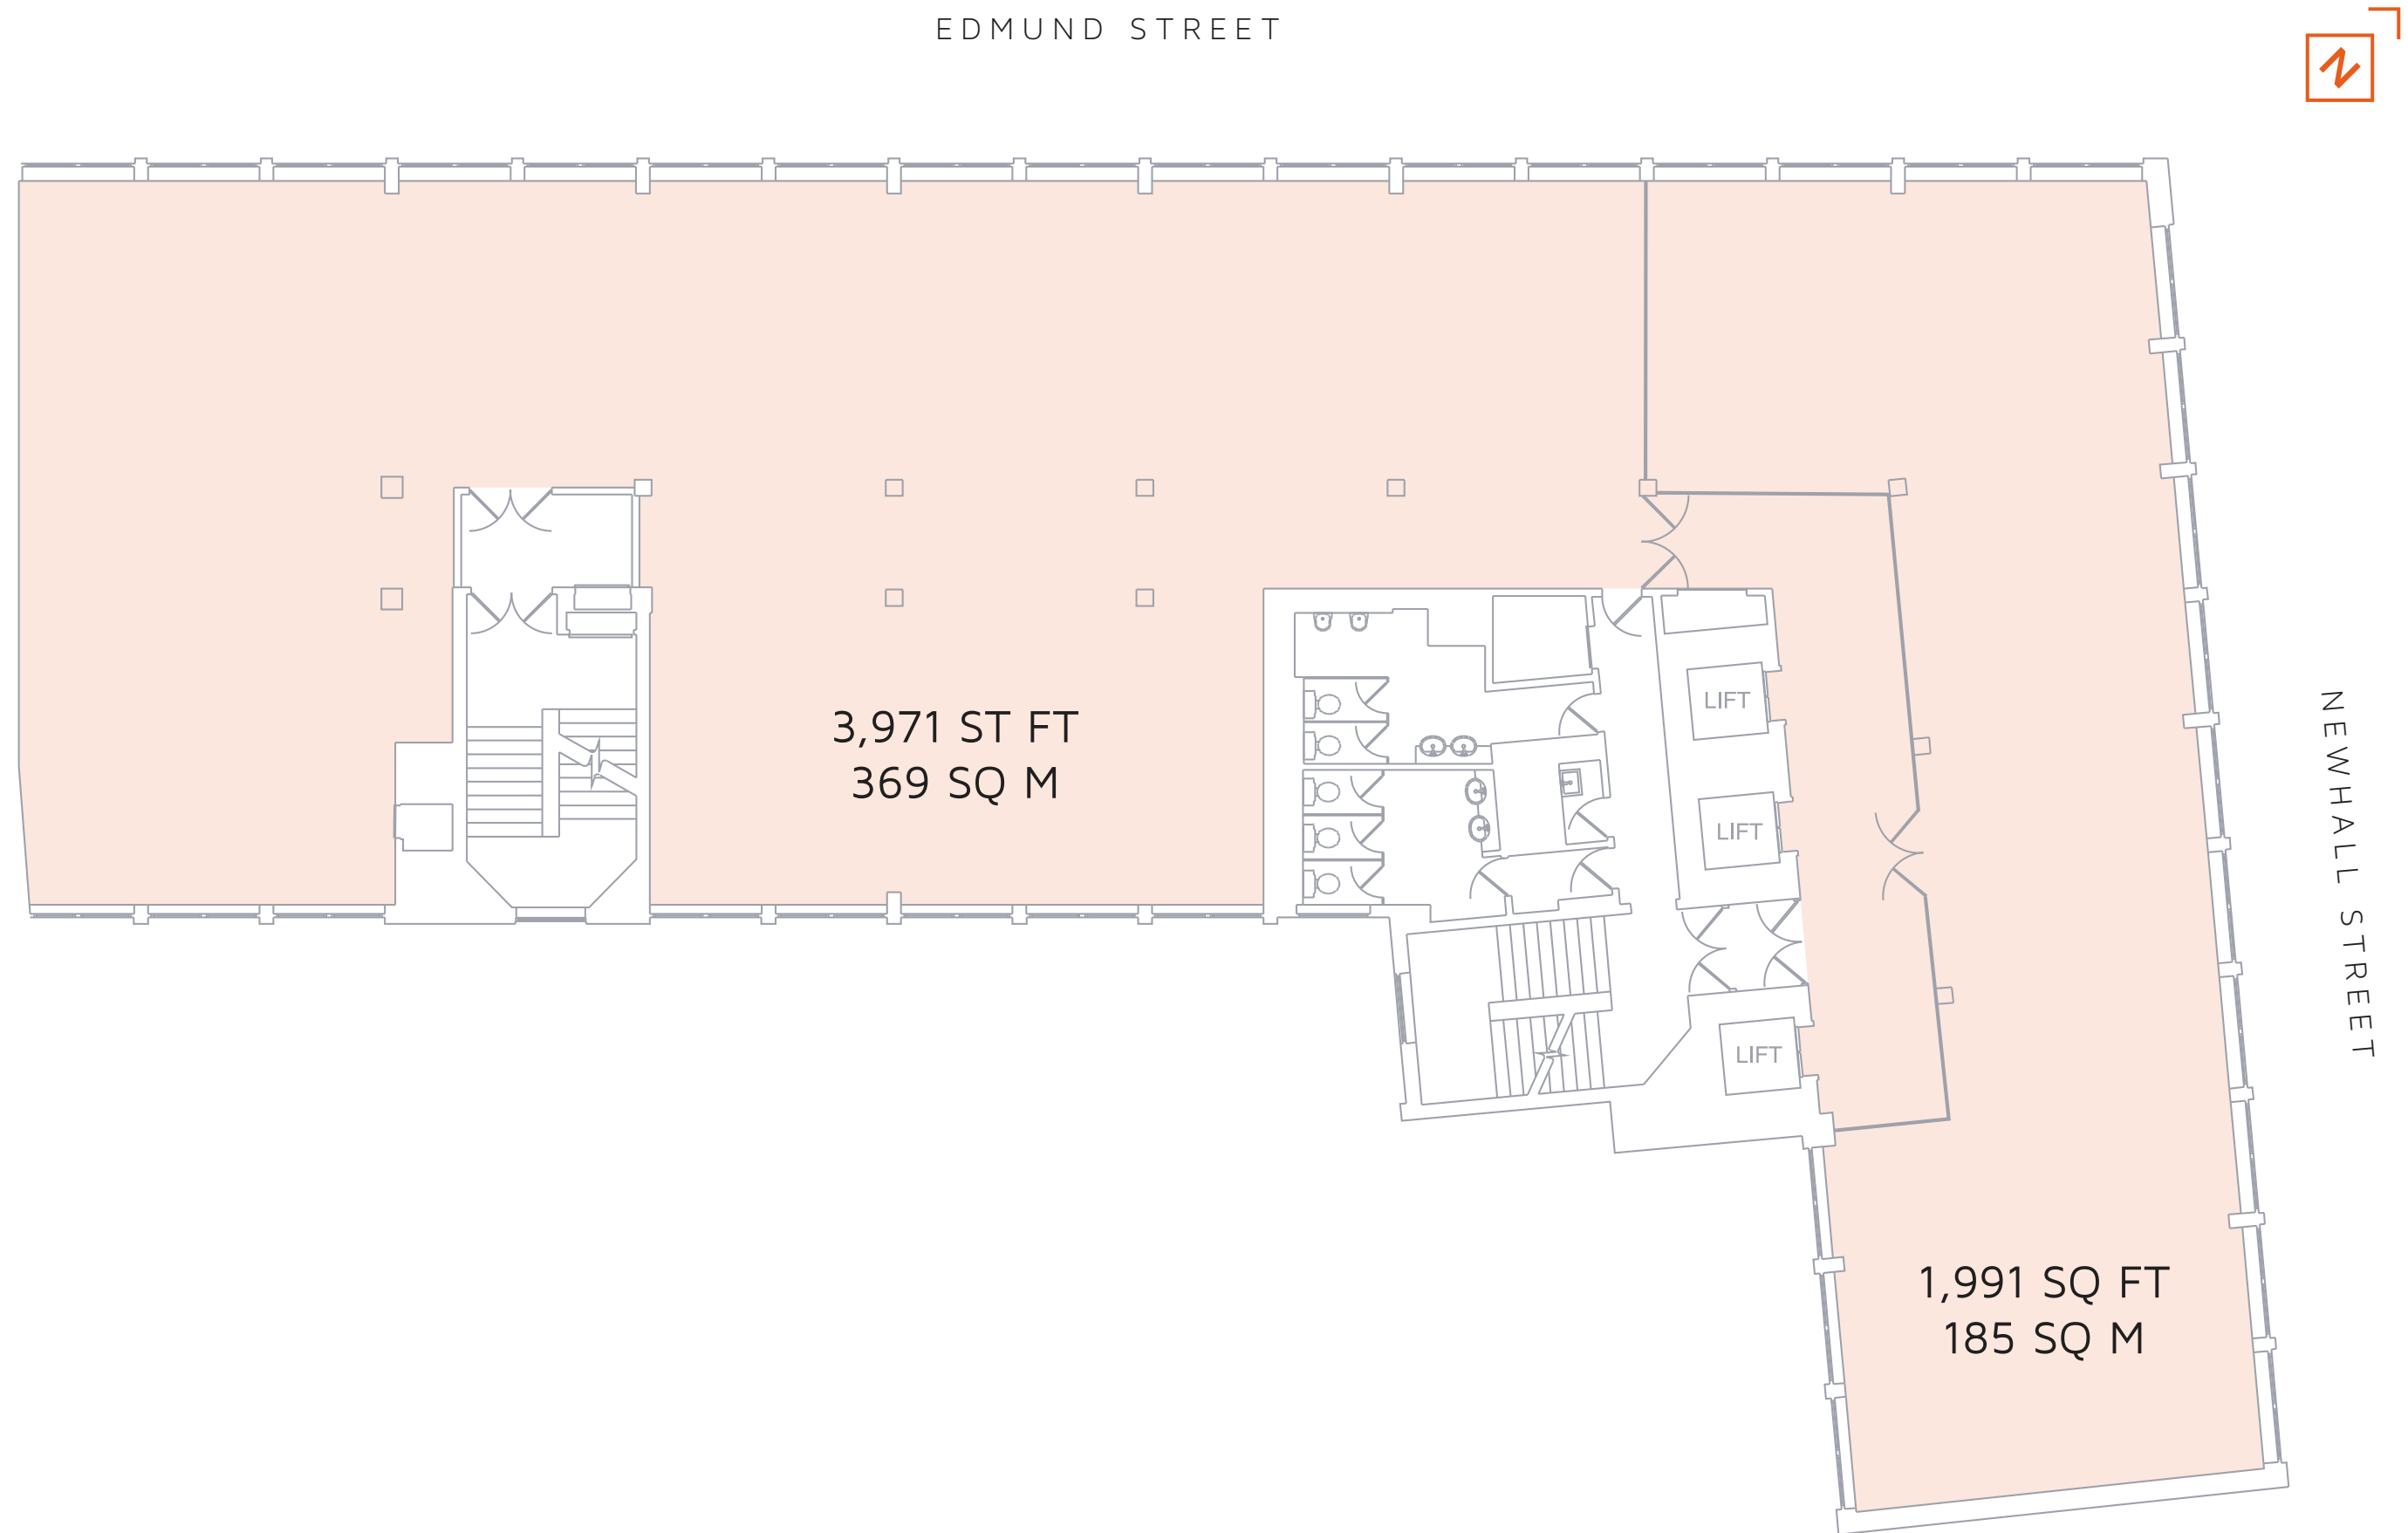 EDMUND STREET
N
3,971 ST FT
369 SQ M
LIFT
LIFT
LIFT
NEWHALL STREET
1,991 SQ FT
185 SQ M